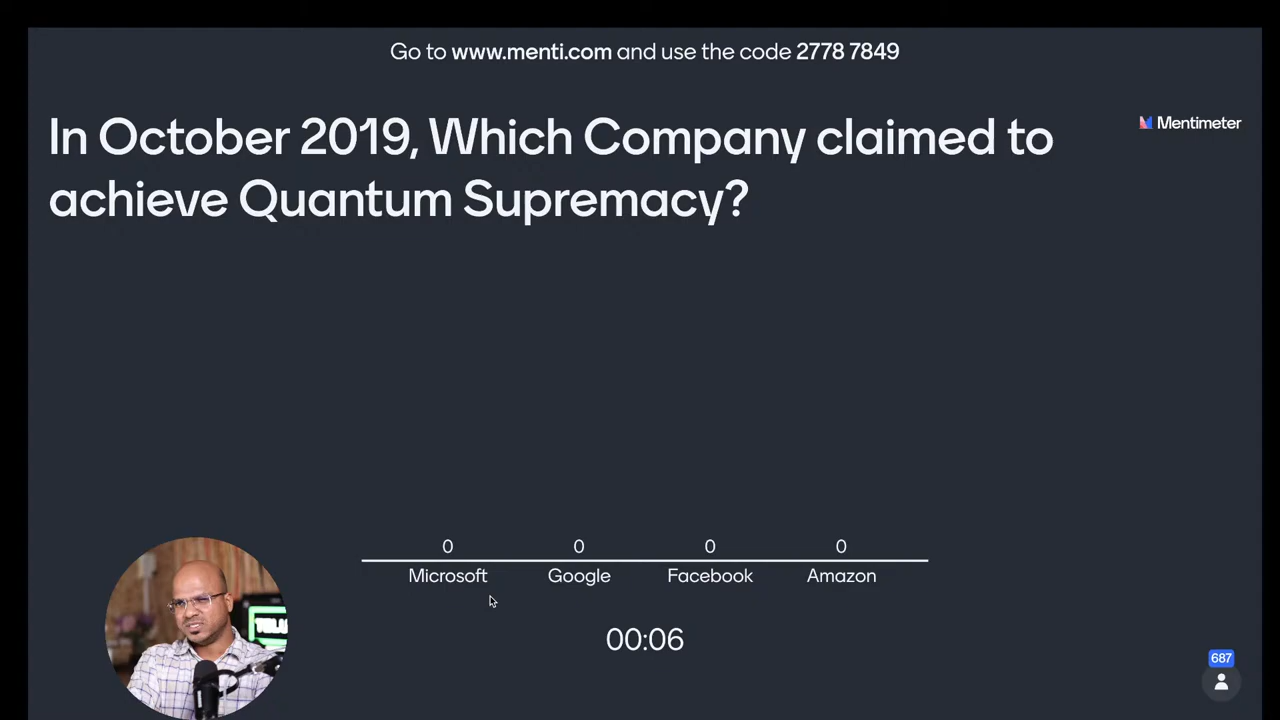 Go to www.menti.com and use the code 2778 7849
In October 2019, Which Company claimed to
achieve Quantum Supremacy?
Mentimeter
0 0 0 0
Microsoft Google Facebook Amazon
00:06
687